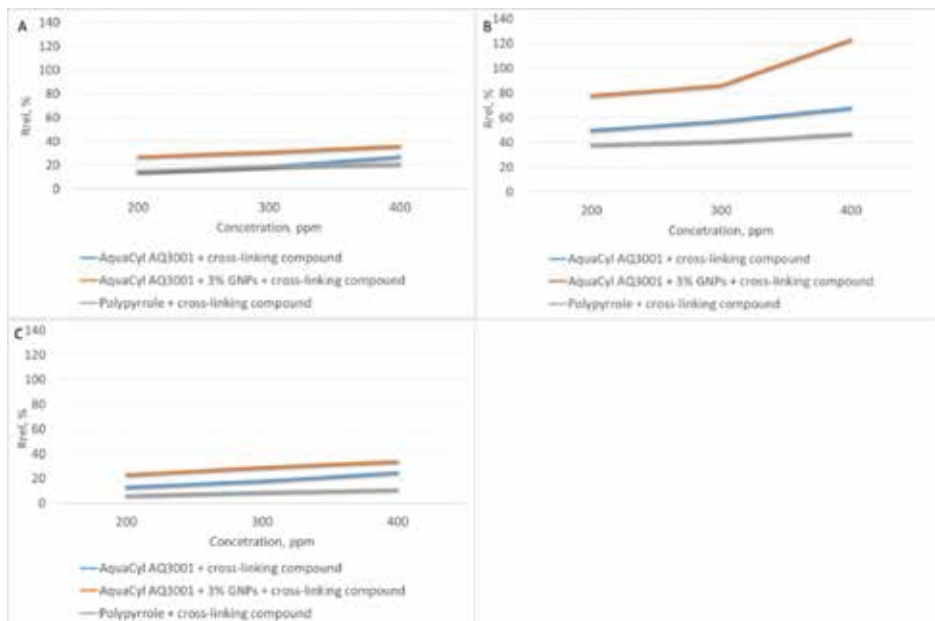 A
140
120
100
80
60
40
20
0
Rrel, %
200 300 400
Concetration, ppm
AquaCyl AQ3001 + cross-linking compound
AquaCyl AQ3001 + 3% GNPs + cross-linking compound
Polypyrrole + cross-linking compound
B
140
120
100
80
60
40
20
0
Rrel, %
200 300 400
Concetration, ppm
AquaCyl AQ3001 + cross-linking compound
AquaCyl AQ3001 + 3% GNPs + cross-linking compound
Polypyrrole + cross-linking compound
C
140
120
100
80
60
40
20
0
Rrel, %
200 300 400
Concetration, ppm
AquaCyl AQ3001 + cross-linking compound
AquaCyl AQ3001 + 3% GNPs + cross-linking compound
Polypyrrole + cross-linking compound